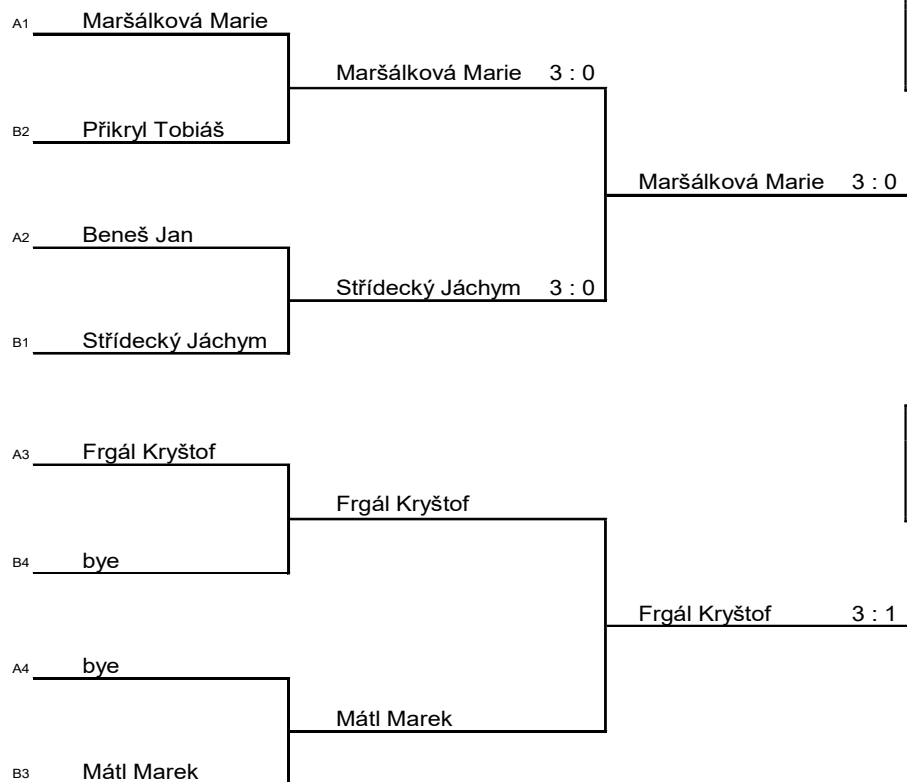 A1 Maršálková Marie
Maršálková Marie 3 : 0
B2 Přikryl Tobiáš
Maršálková Marie 3 : 0
A2 Beneš Jan
Střídecký Jáchym 3 : 0
B1 Střídecký Jáchym
A3 Frgál Kryštof
Frgál Kryštof
B4 bye
Frgál Kryštof 3 : 1
A4 bye
Mátl Marek
B3 Mátl Marek